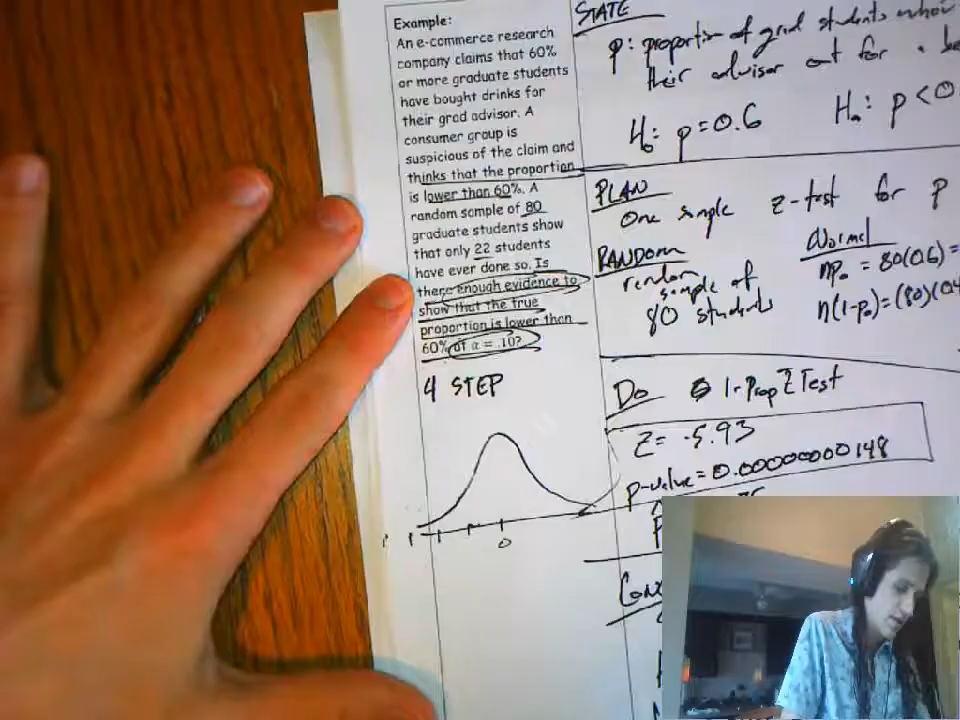 Example:
An e-commerce research
company claims that 60%
or more graduate students
have bought drinks for
their grad advisor. A
consumer group is
suspicious of the claim and
thinks that the proportion
is lower than 60%. A
random sample of 80
graduate students show
that only 22 students
have ever done so. Is
there enough evidence to
show that the true
proportion is lower than
60% at α = .10?
4 STEP
0
STATE
p: proportion of grad students
their advisor out for a
H₀: p = 0.6
Hₐ: p < 0
PLAN
One sample z-test for p
RANDOM
random
sample of
80 students
Normal
np₀ = 80(0.6) =
n(1-p₀) = (80)(0.4
DO 1-Prop Z Test
Z = -5.93
p-value = 0.00000000148